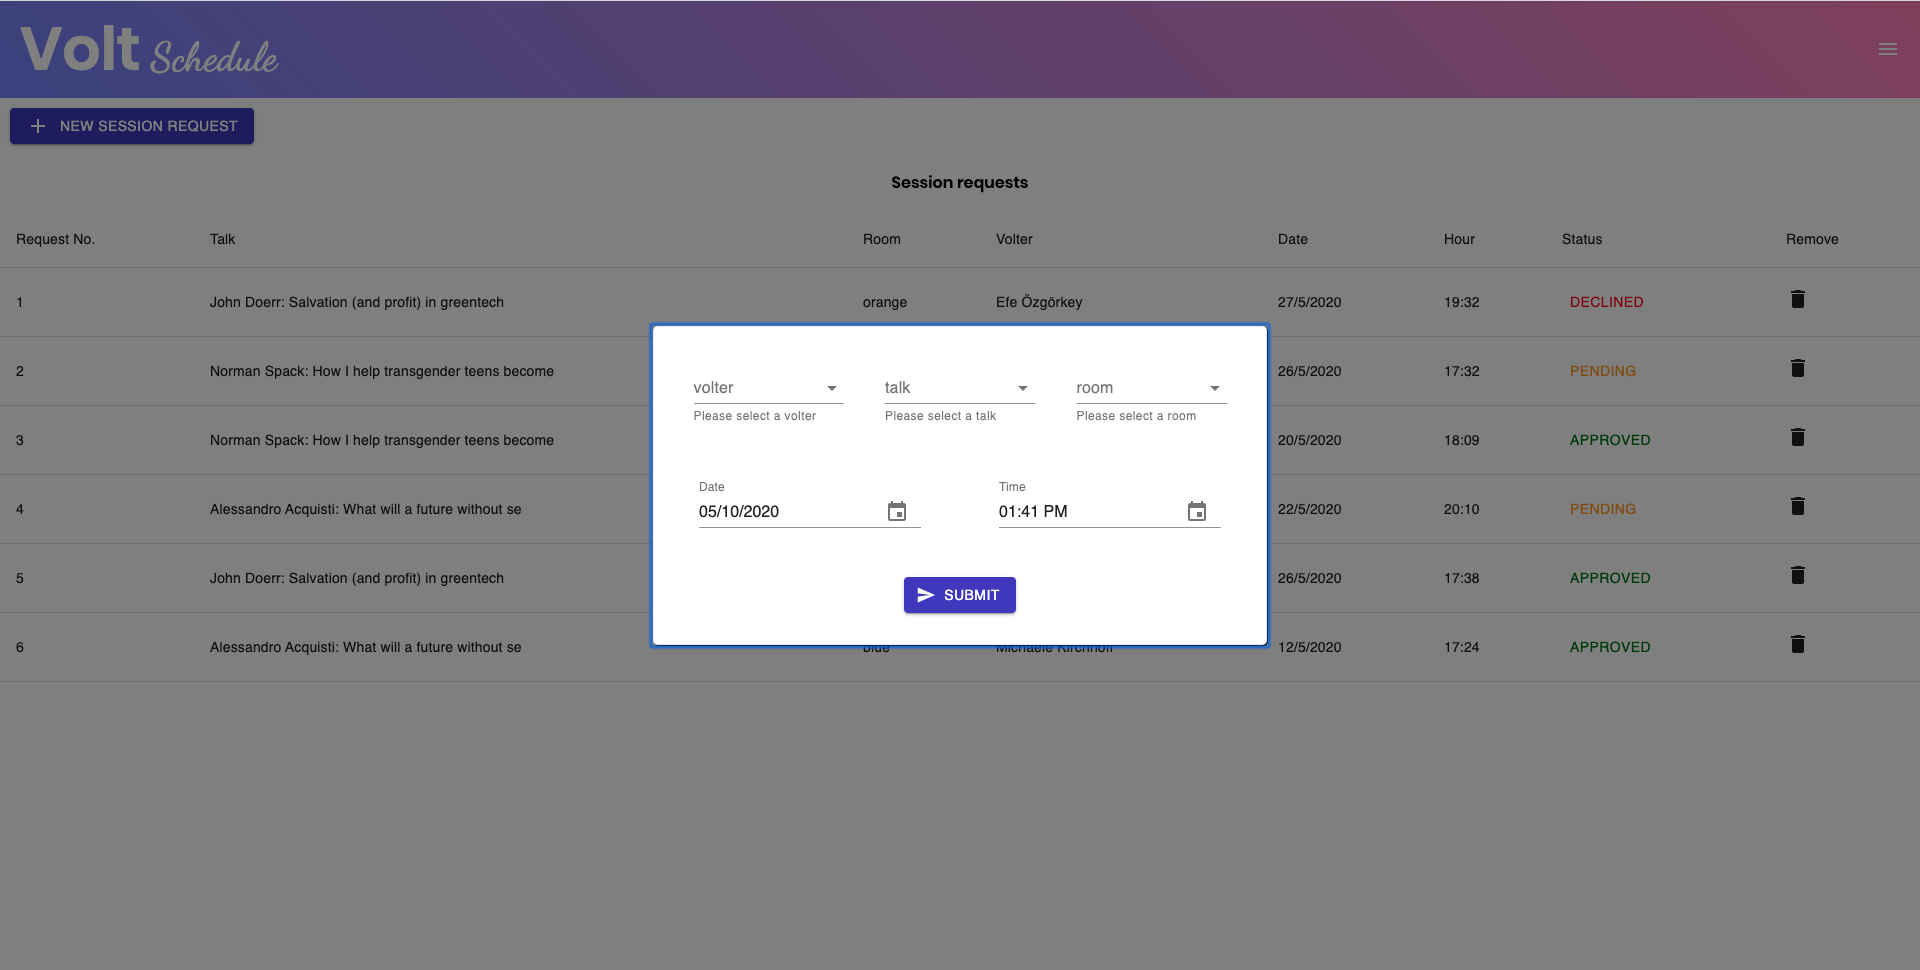 Volt Schedule
NEW SESSION REQUEST
Session requests
Request No. Talk Room Volter Date Hour Status Remove
1 John Doerr: Salvation (and profit) in greentech orange Efe Özgörkey 27/5/2020 19:32 DECLINED
2 Norman Spack: How I help transgender teens become 26/5/2020 17:32 PENDING
3 Norman Spack: How I help transgender teens become 20/5/2020 18:09 APPROVED
4 Alessandro Acquisti: What will a future without se 22/5/2020 20:10 PENDING
5 John Doerr: Salvation (and profit) in greentech 26/5/2020 17:38 APPROVED
6 Alessandro Acquisti: What will a future without se blue 12/5/2020 17:24 APPROVED
volter talk room
Please select a volter Please select a talk Please select a room
Date Time
05/10/2020 01:41 PM
SUBMIT